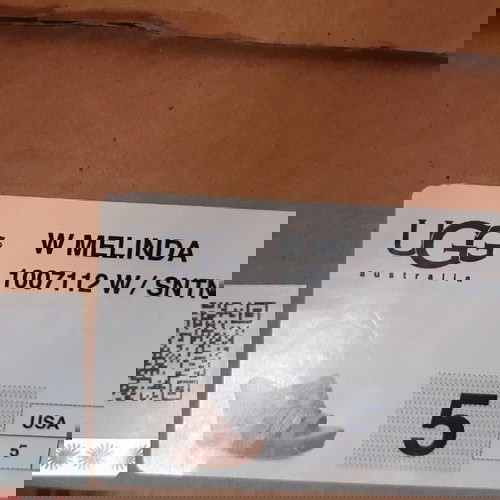 W MELINDA
1007112 W / SNTN
UGG
australia
5
USA
5